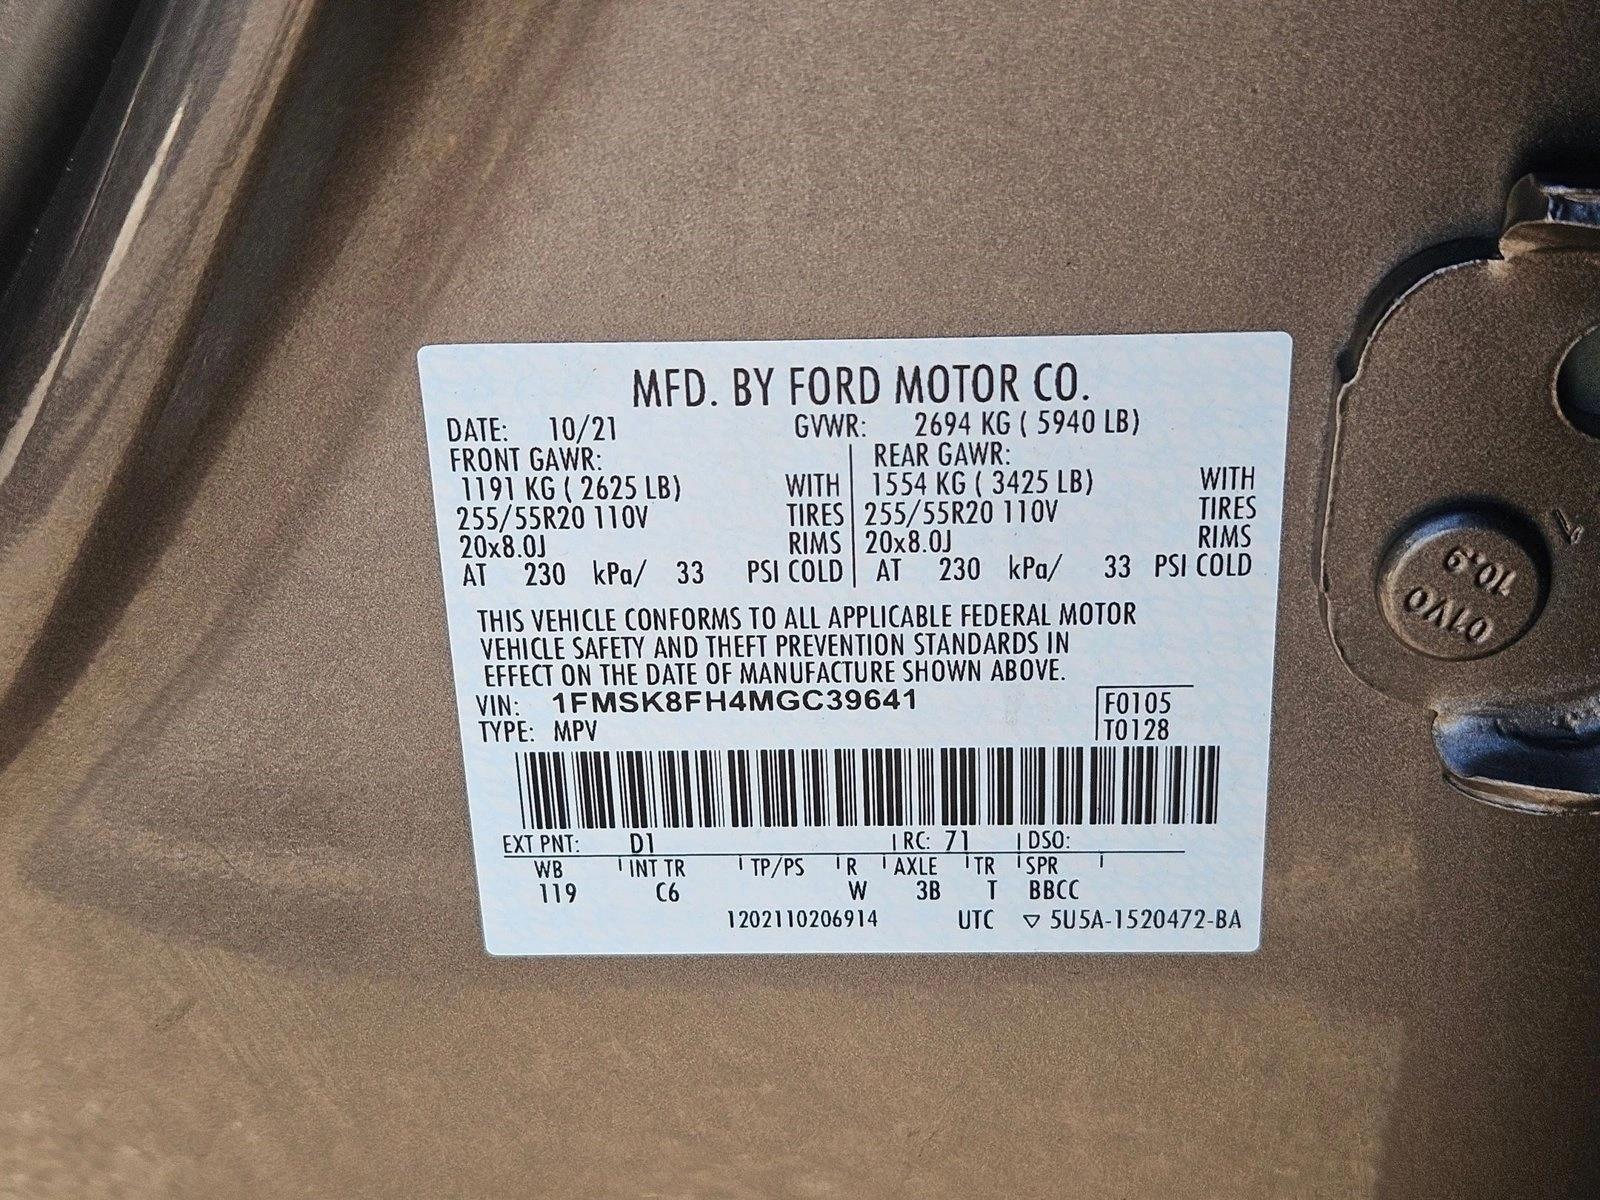 MFD. BY FORD MOTOR CO.
DATE: 10/21 GVWR: 2694 KG ( 5940 LB)
FRONT GAWR: REAR GAWR:
1191 KG ( 2625 LB) WITH 1554 KG ( 3425 LB) WITH
255/55R20 110V TIRES 255/55R20 110V TIRES
20x8.0J RIMS 20x8.0J RIMS
AT 230 kPa/ 33 PSI COLD AT 230 kPa/ 33 PSI COLD
THIS VEHICLE CONFORMS TO ALL APPLICABLE FEDERAL MOTOR
VEHICLE SAFETY AND THEFT PREVENTION STANDARDS IN
EFFECT ON THE DATE OF MANUFACTURE SHOWN ABOVE.
VIN: 1FMSK8FH4MGC39641 F0105
TYPE: MPV T0128
EXT PNT: D1 RC: 71 DSO:
WB INT TR TP/PS R AXLE TR SPR
119 C6 W 3B T BBCC
1202110206914 UTC ▽ 5U5A-1520472-BA
10.9
01VO